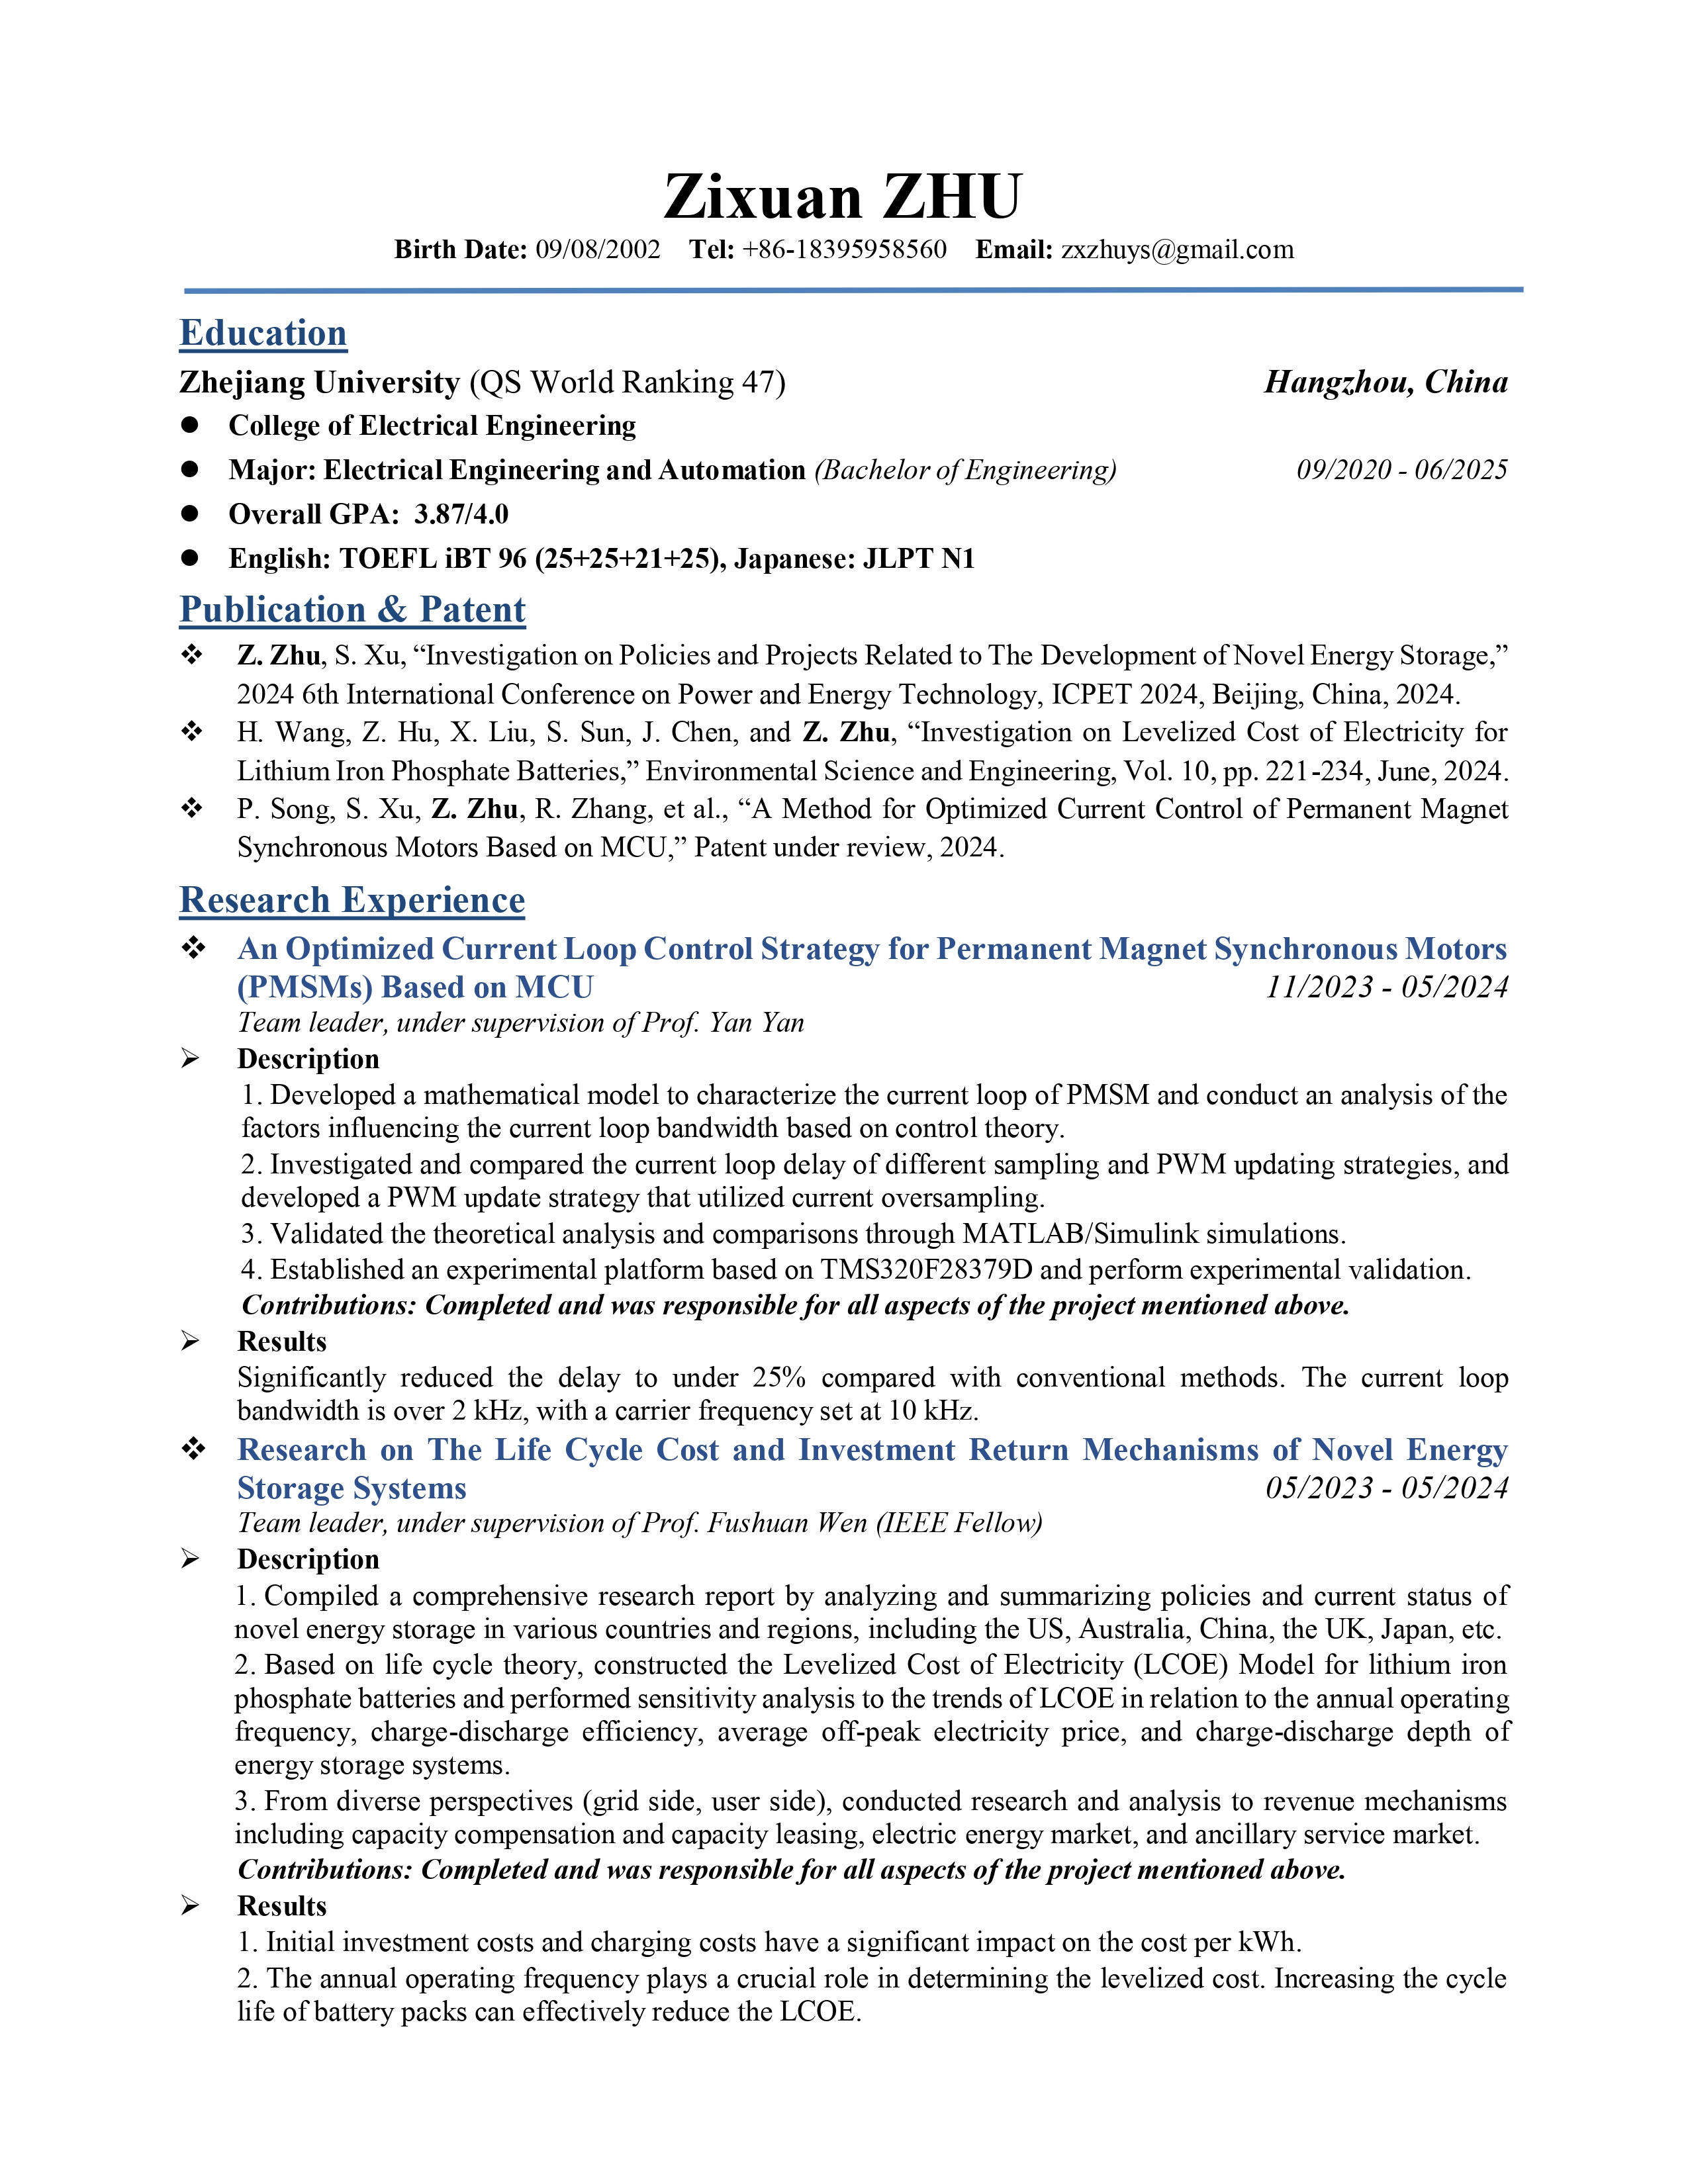 Zixuan ZHU
Birth Date: 09/08/2002 Tel: +86-18395958560 Email: zxzhuys@gmail.com
Education
Zhejiang University (QS World Ranking 47) Hangzhou, China
● College of Electrical Engineering
● Major: Electrical Engineering and Automation (Bachelor of Engineering) 09/2020 - 06/2025
● Overall GPA: 3.87/4.0
● English: TOEFL iBT 96 (25+25+21+25), Japanese: JLPT N1
Publication & Patent
❖ Z. Zhu, S. Xu, “Investigation on Policies and Projects Related to The Development of Novel Energy Storage,”
2024 6th International Conference on Power and Energy Technology, ICPET 2024, Beijing, China, 2024.
❖ H. Wang, Z. Hu, X. Liu, S. Sun, J. Chen, and Z. Zhu, “Investigation on Levelized Cost of Electricity for
Lithium Iron Phosphate Batteries,” Environmental Science and Engineering, Vol. 10, pp. 221-234, June, 2024.
❖ P. Song, S. Xu, Z. Zhu, R. Zhang, et al., “A Method for Optimized Current Control of Permanent Magnet
Synchronous Motors Based on MCU,” Patent under review, 2024.
Research Experience
❖ An Optimized Current Loop Control Strategy for Permanent Magnet Synchronous Motors
(PMSMs) Based on MCU 11/2023 - 05/2024
Team leader, under supervision of Prof. Yan Yan
➢ Description
1. Developed a mathematical model to characterize the current loop of PMSM and conduct an analysis of the
factors influencing the current loop bandwidth based on control theory.
2. Investigated and compared the current loop delay of different sampling and PWM updating strategies, and
developed a PWM update strategy that utilized current oversampling.
3. Validated the theoretical analysis and comparisons through MATLAB/Simulink simulations.
4. Established an experimental platform based on TMS320F28379D and perform experimental validation.
Contributions: Completed and was responsible for all aspects of the project mentioned above.
➢ Results
Significantly reduced the delay to under 25% compared with conventional methods. The current loop
bandwidth is over 2 kHz, with a carrier frequency set at 10 kHz.
❖ Research on The Life Cycle Cost and Investment Return Mechanisms of Novel Energy
Storage Systems 05/2023 - 05/2024
Team leader, under supervision of Prof. Fushuan Wen (IEEE Fellow)
➢ Description
1. Compiled a comprehensive research report by analyzing and summarizing policies and current status of
novel energy storage in various countries and regions, including the US, Australia, China, the UK, Japan, etc.
2. Based on life cycle theory, constructed the Levelized Cost of Electricity (LCOE) Model for lithium iron
phosphate batteries and performed sensitivity analysis to the trends of LCOE in relation to the annual operating
frequency, charge-discharge efficiency, average off-peak electricity price, and charge-discharge depth of
energy storage systems.
3. From diverse perspectives (grid side, user side), conducted research and analysis to revenue mechanisms
including capacity compensation and capacity leasing, electric energy market, and ancillary service market.
Contributions: Completed and was responsible for all aspects of the project mentioned above.
➢ Results
1. Initial investment costs and charging costs have a significant impact on the cost per kWh.
2. The annual operating frequency plays a crucial role in determining the levelized cost. Increasing the cycle
life of battery packs can effectively reduce the LCOE.